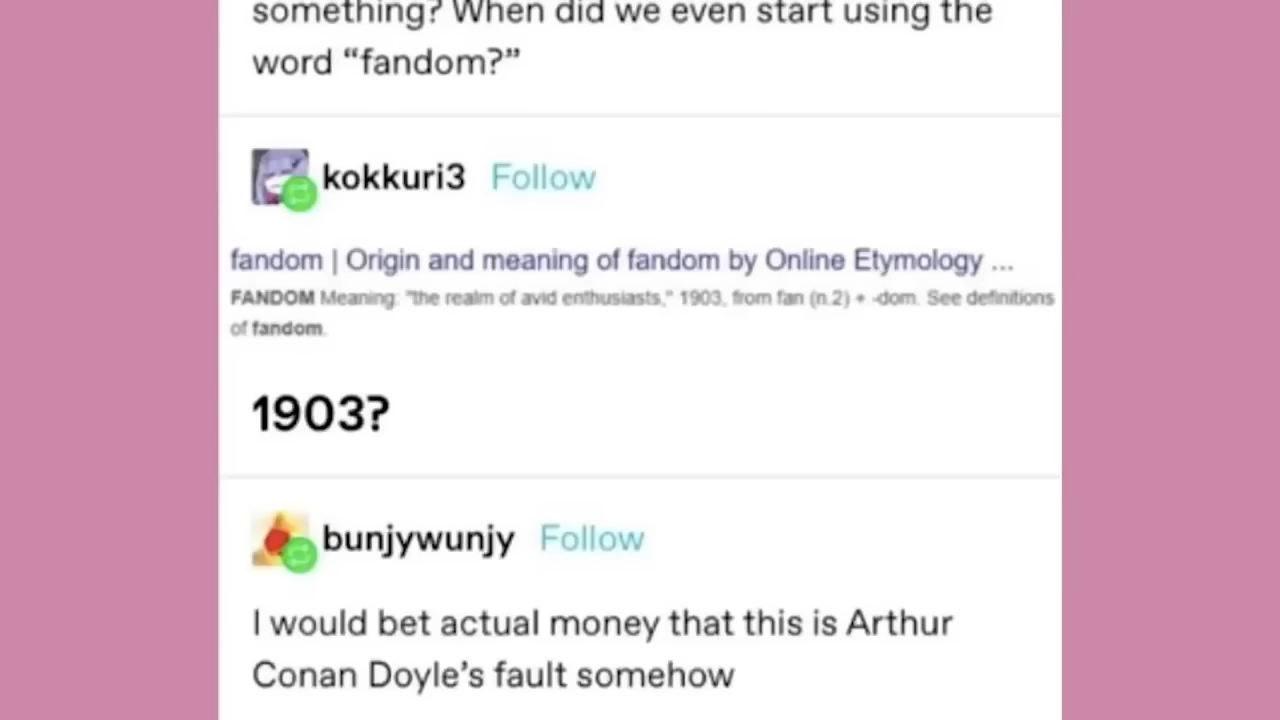 something? When did we even start using the
word “fandom?”
kokkuri3 Follow
fandom | Origin and meaning of fandom by Online Etymology ...
FANDOM Meaning: "the realm of avid enthusiasts," 1903, from fan (n.2) + -dom. See definitions
of fandom.
1903?
bunjywunjy Follow
I would bet actual money that this is Arthur
Conan Doyle’s fault somehow